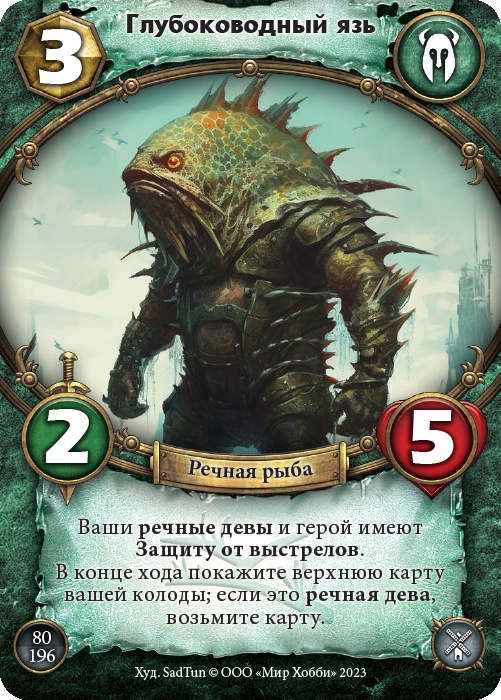 3
Глубоководный язь
2
5
Речная рыба
Ваши речные девы и герой имеют
Защиту от выстрелов.
В конце хода покажите верхнюю карту
вашей колоды; если это речная дева,
возьмите карту.
80
196
Худ. SadTun © ООО «Мир Хобби» 2023